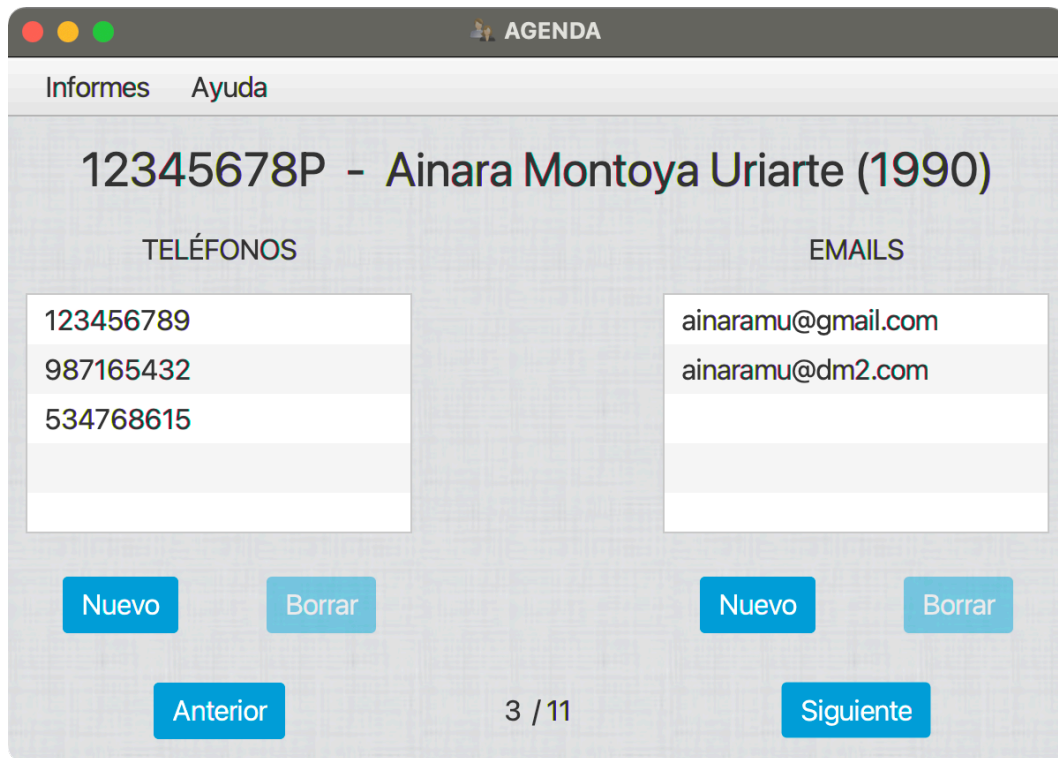 AGENDA
Informes Ayuda
12345678P - Ainara Montoya Uriarte (1990)
TELÉFONOS
123456789
987165432
534768615
Nuevo Borrar
EMAILS
ainaramu@gmail.com
ainaramu@dm2.com
Nuevo Borrar
Anterior 3 / 11 Siguiente